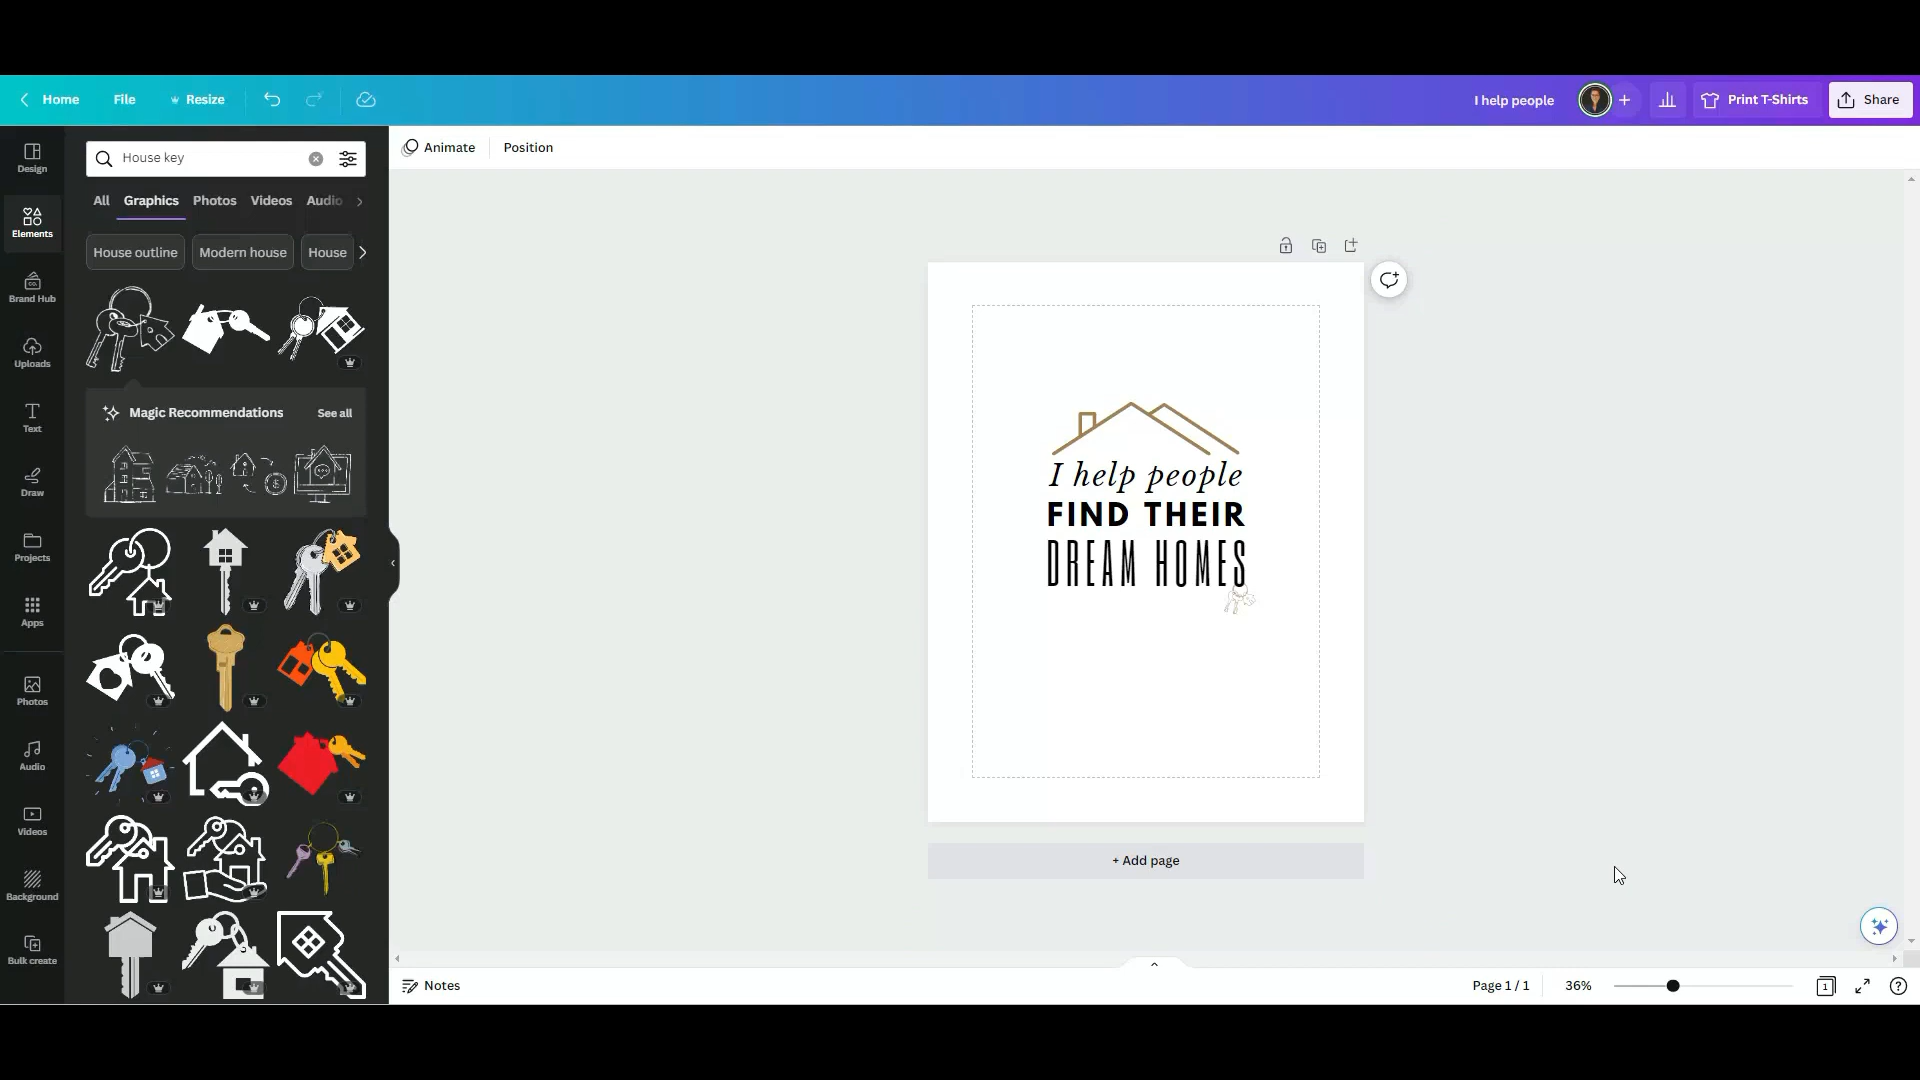 Home File Resize
I help people + Print T-Shirts Share
Design
Elements
Brand Hub
Uploads
Text
Draw
Projects
Apps
Photos
Audio
Videos
Background
Bulk create
House key
All Graphics Photos Videos Audio
House outline Modern house House
Magic Recommendations See all
Animate Position
I help people
FIND THEIR
DREAM HOMES
+ Add page
Notes
Page 1 / 1 36% 1 ?